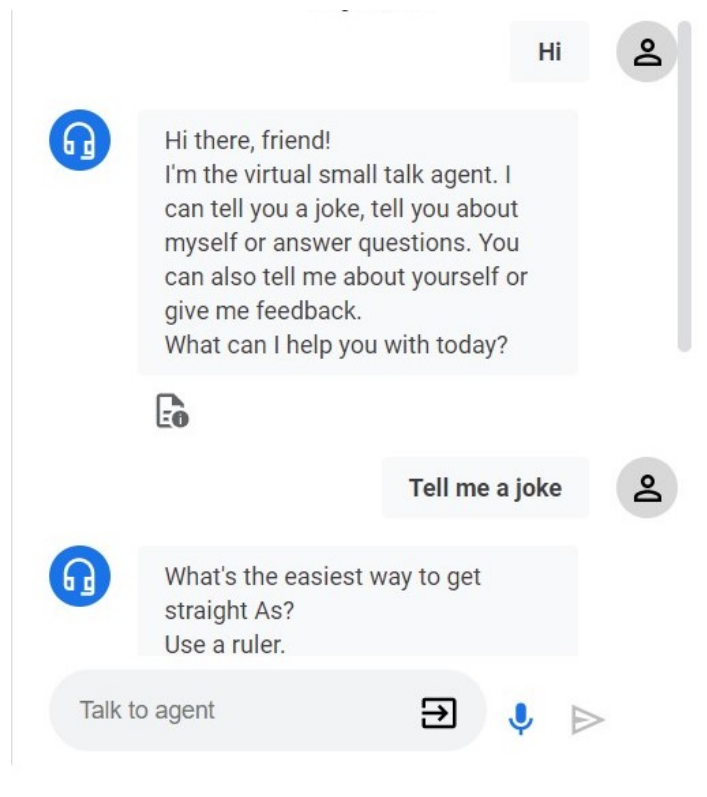 Hi
Hi there, friend!
I'm the virtual small talk agent. I
can tell you a joke, tell you about
myself or answer questions. You
can also tell me about yourself or
give me feedback.
What can I help you with today?
Tell me a joke
What's the easiest way to get
straight As?
Use a ruler.
Talk to agent